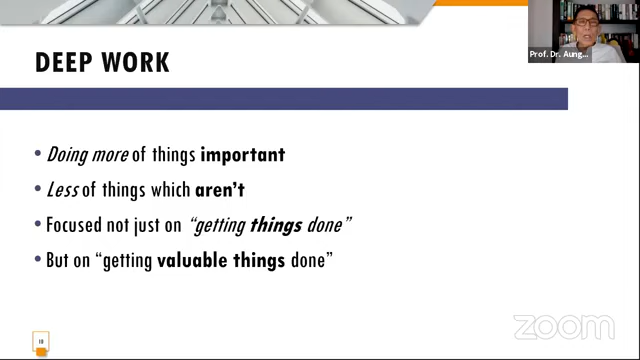 DEEP WORK
• Doing more of things important
• Less of things which aren't
• Focused not just on "getting things done"
• But on "getting valuable things done"
10
Prof. Dr. Aung...
zoom